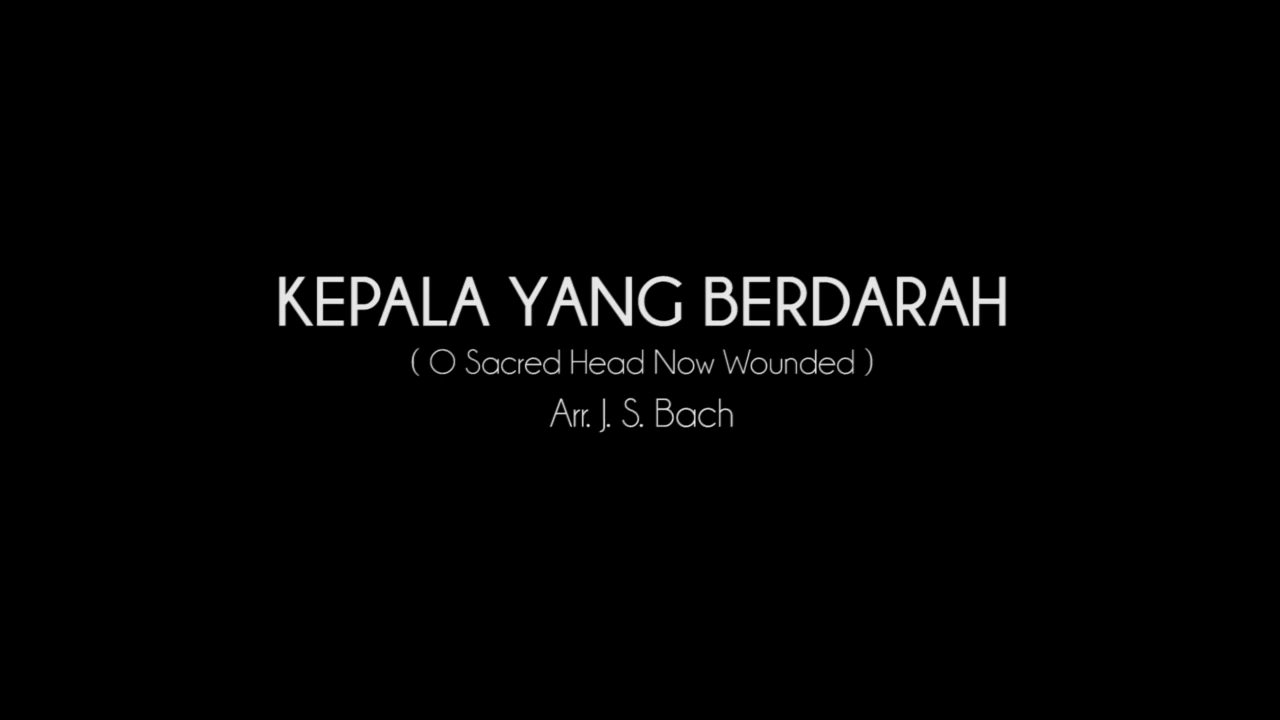 KEPALA YANG BERDARAH
( O Sacred Head Now Wounded )
Arr. J. S. Bach